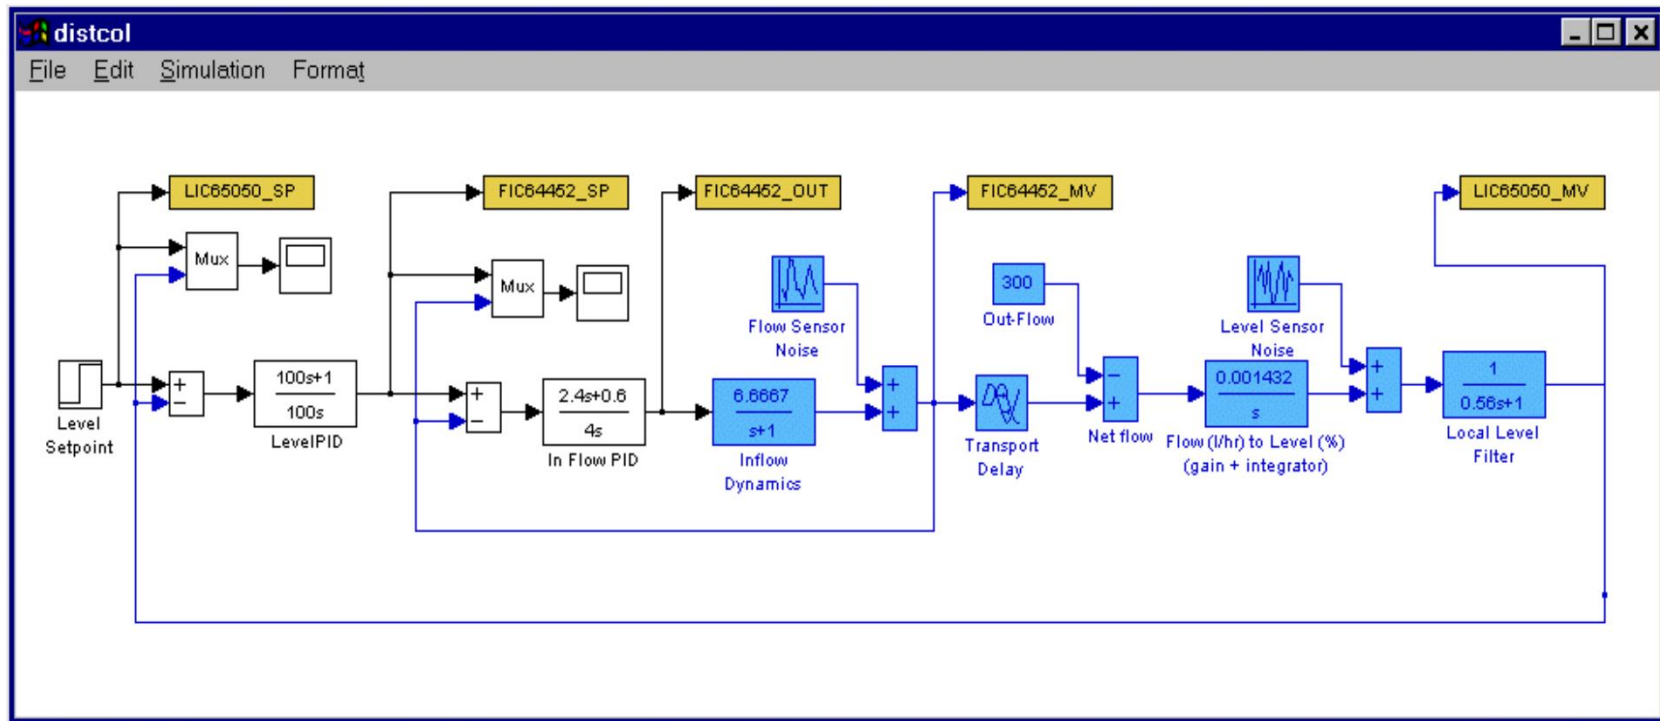 distcol
File Edit Simulation Format
LIC65050_SP
FIC64452_SP
FIC64452_OUT
FIC64452_MV
LIC65050_MV
Mux
Mux
Flow Sensor
Noise
300
Out-Flow
Level Sensor
Noise
Level
Setpoint
+
−
100s+1
100s
LevelPID
+
−
2.4s+0.6
4s
In Flow PID
6.6667
s+1
Inflow
Dynamics
+
+
Transport
Delay
−
+
Net flow
0.001432
s
Flow (l/hr) to Level (%)
(gain + integrator)
+
+
1
0.56s+1
Local Level
Filter